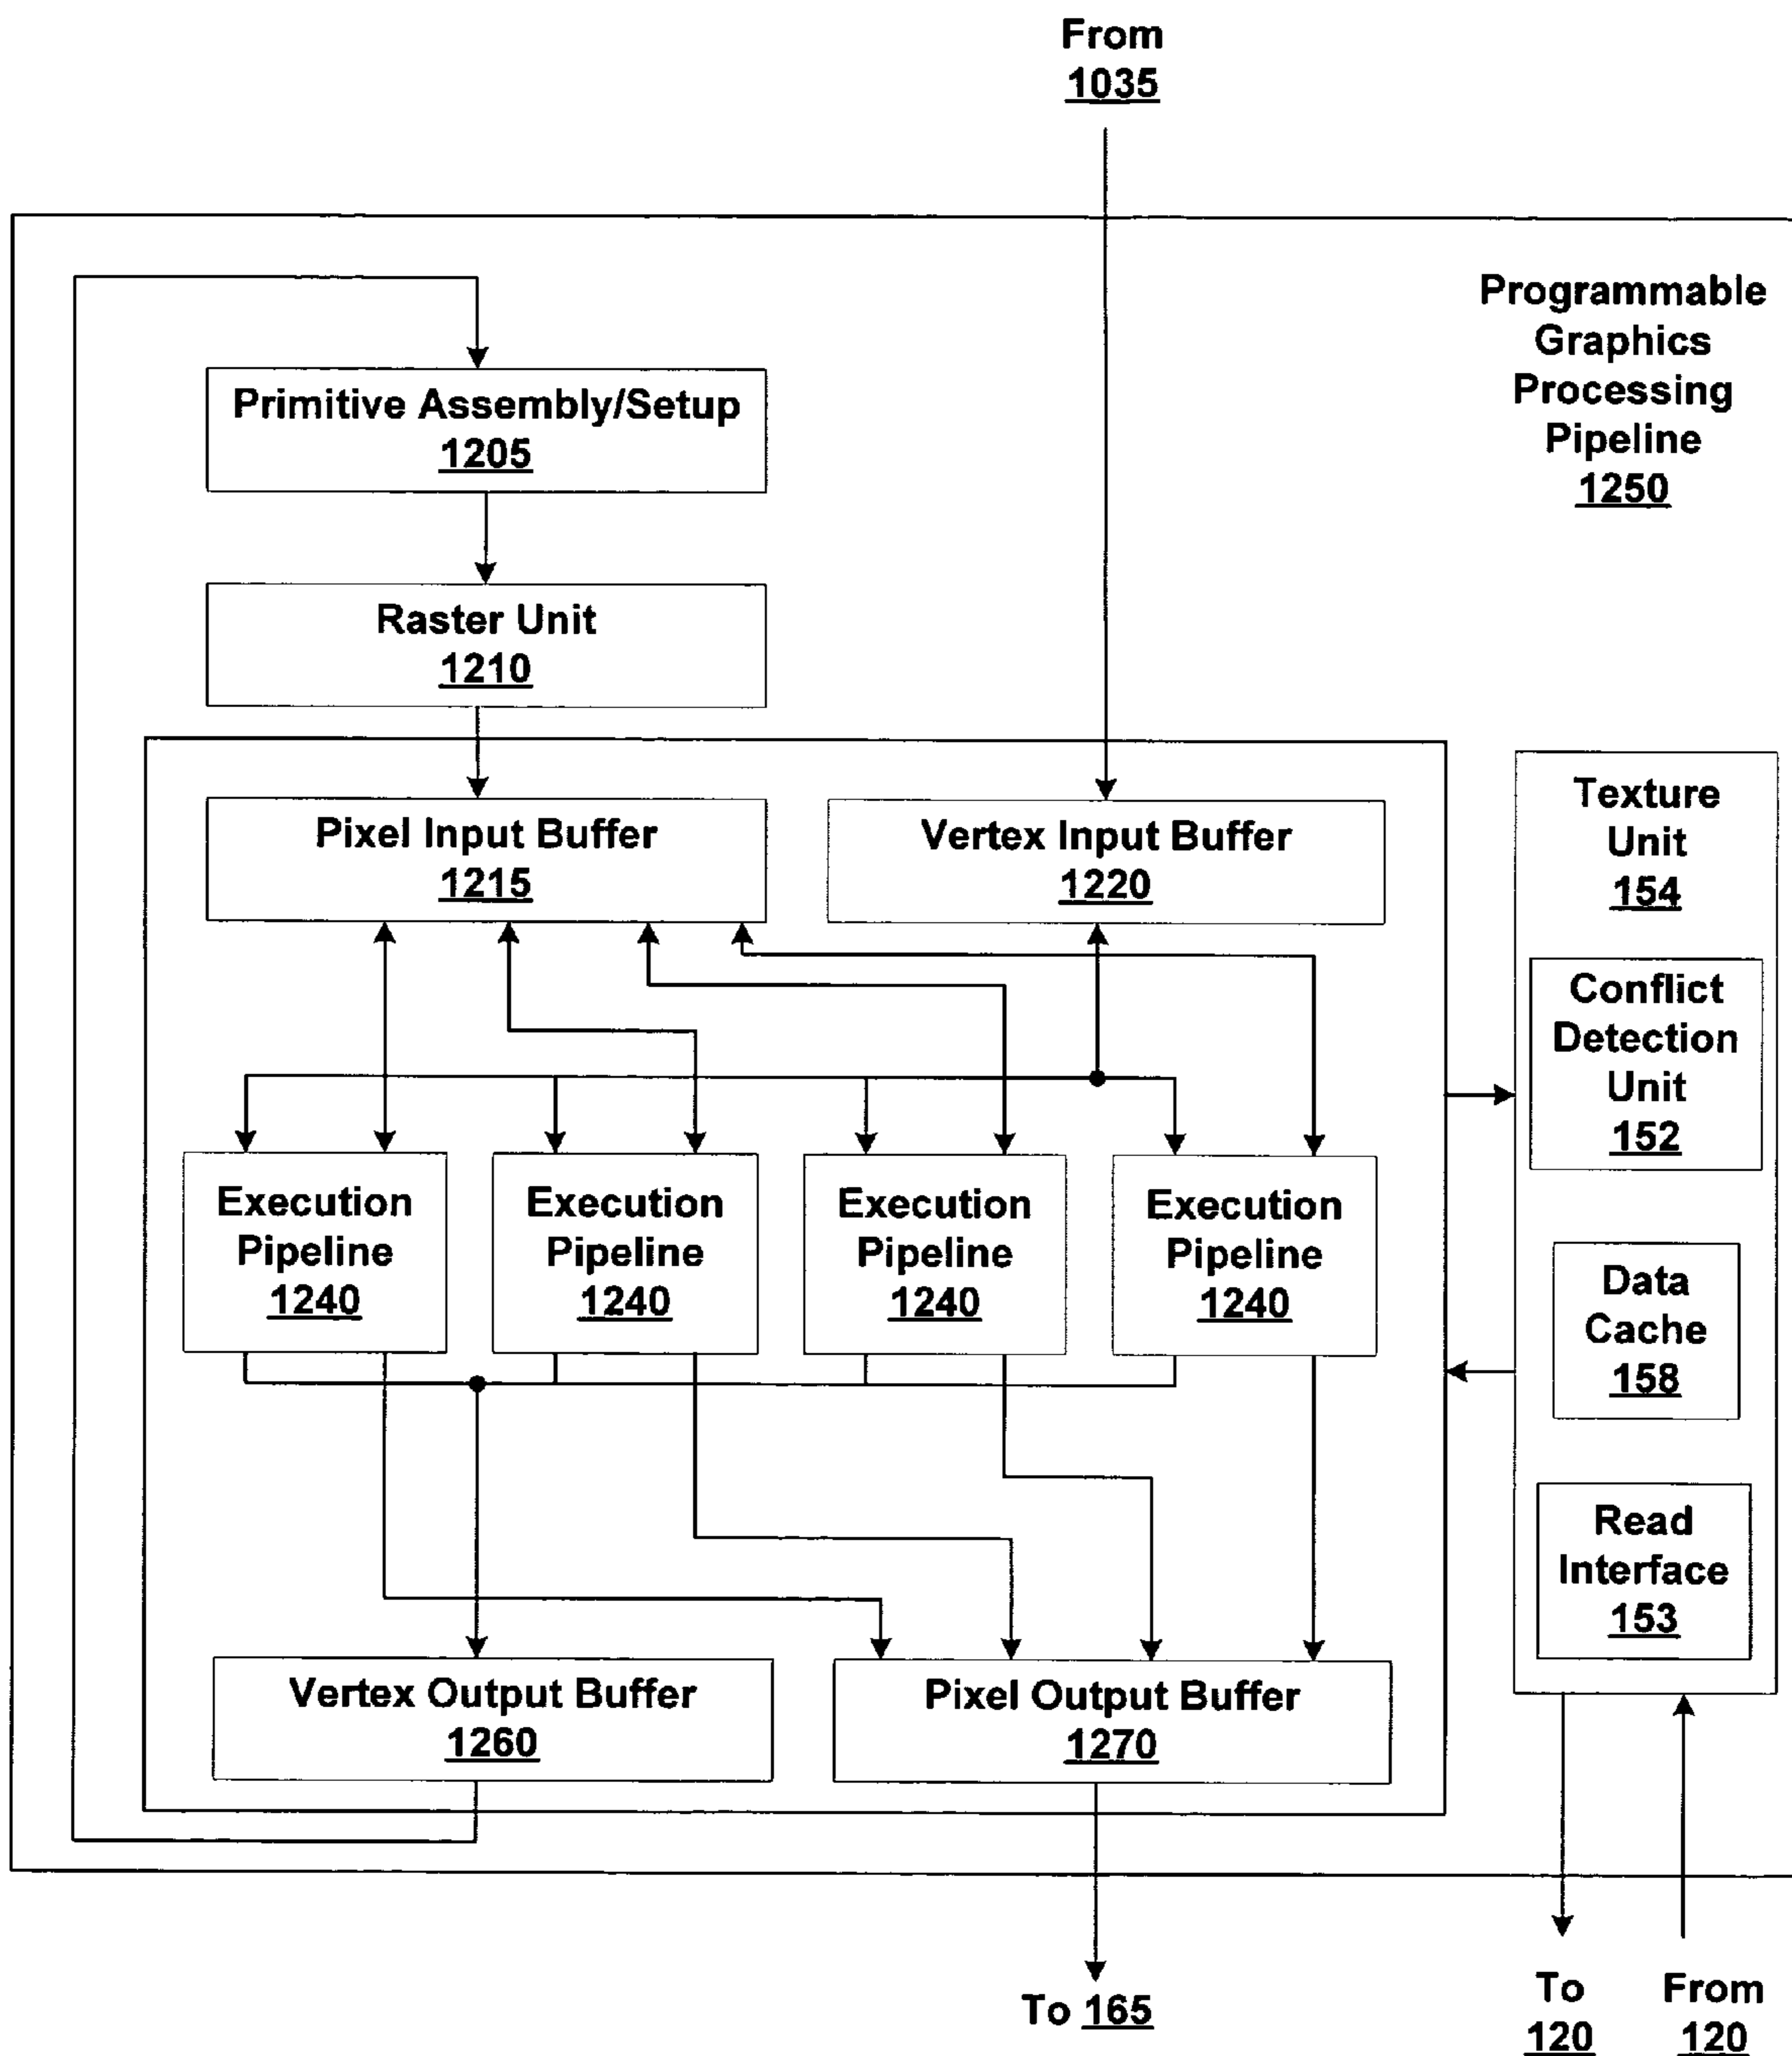 From
1035
Programmable
Graphics
Processing
Pipeline
1250
Primitive Assembly/Setup
1205
Raster Unit
1210
Pixel Input Buffer
1215
Vertex Input Buffer
1220
Texture
Unit
154
Conflict
Detection
Unit
152
Execution
Pipeline
1240
Execution
Pipeline
1240
Execution
Pipeline
1240
Execution
Pipeline
1240
Data
Cache
158
Read
Interface
153
Vertex Output Buffer
1260
Pixel Output Buffer
1270
To 165
To
120
From
120